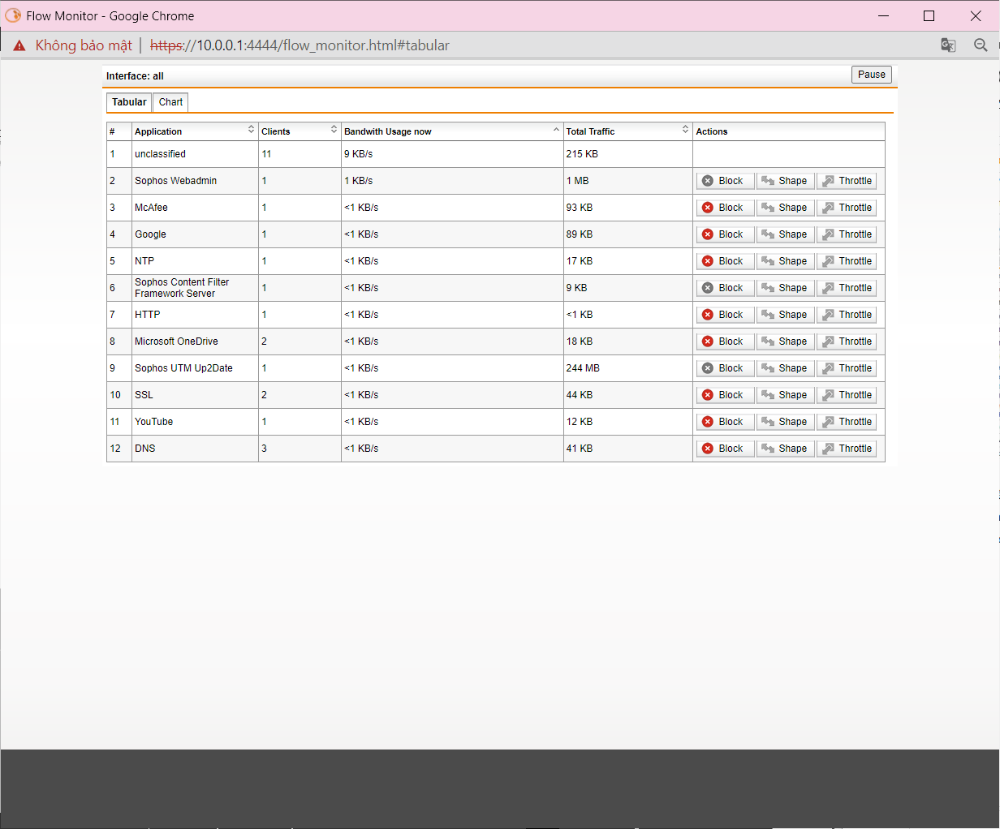 Flow Monitor - Google Chrome
Không bảo mật | https://10.0.0.1:4444/flow_monitor.html#tabular
Interface: all Pause
Tabular Chart
# Application Clients Bandwith Usage now Total Traffic Actions
1 unclassified 11 9 KB/s 215 KB
2 Sophos Webadmin 1 1 KB/s 1 MB Block Shape Throttle
3 McAfee 1 <1 KB/s 93 KB Block Shape Throttle
4 Google 1 <1 KB/s 89 KB Block Shape Throttle
5 NTP 1 <1 KB/s 17 KB Block Shape Throttle
6 Sophos Content Filter
Framework Server 1 <1 KB/s 9 KB Block Shape Throttle
7 HTTP 1 <1 KB/s <1 KB Block Shape Throttle
8 Microsoft OneDrive 2 <1 KB/s 18 KB Block Shape Throttle
9 Sophos UTM Up2Date 1 <1 KB/s 244 MB Block Shape Throttle
10 SSL 2 <1 KB/s 44 KB Block Shape Throttle
11 YouTube 1 <1 KB/s 12 KB Block Shape Throttle
12 DNS 3 <1 KB/s 41 KB Block Shape Throttle